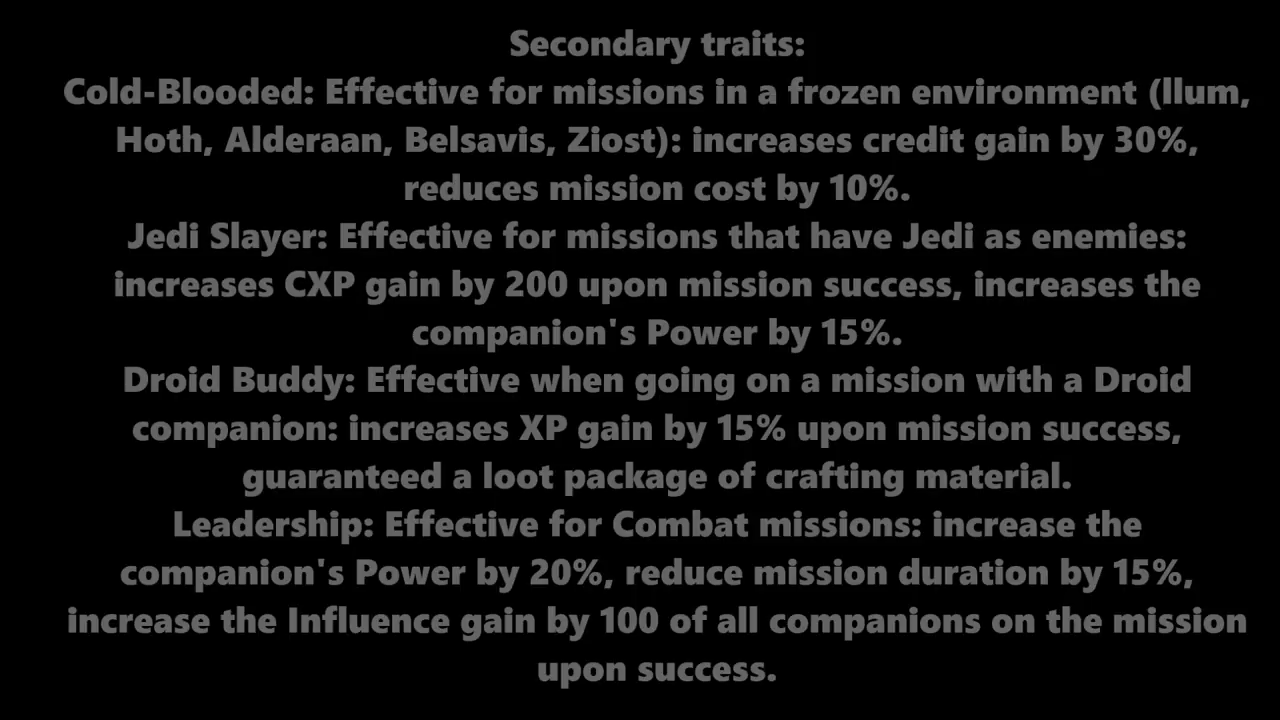 Secondary traits:
Cold-Blooded: Effective for missions in a frozen environment (llum,
Hoth, Alderaan, Belsavis, Ziost): increases credit gain by 30%,
reduces mission cost by 10%.
Jedi Slayer: Effective for missions that have Jedi as enemies:
increases CXP gain by 200 upon mission success, increases the
companion's Power by 15%.
Droid Buddy: Effective when going on a mission with a Droid
companion: increases XP gain by 15% upon mission success,
guaranteed a loot package of crafting material.
Leadership: Effective for Combat missions: increase the
companion's Power by 20%, reduce mission duration by 15%,
increase the Influence gain by 100 of all companions on the mission
upon success.